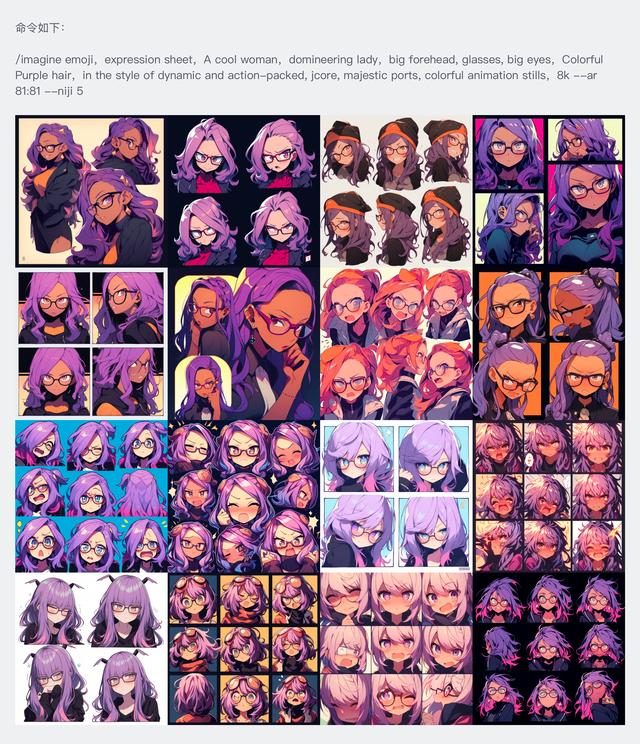 命令如下：
/imagine emoji，expression sheet，A cool woman，domineering lady，big forehead, glasses, big eyes，Colorful
Purple hair，in the style of dynamic and action-packed, jcore, majestic ports, colorful animation stills，8k --ar
81:81 --niji 5